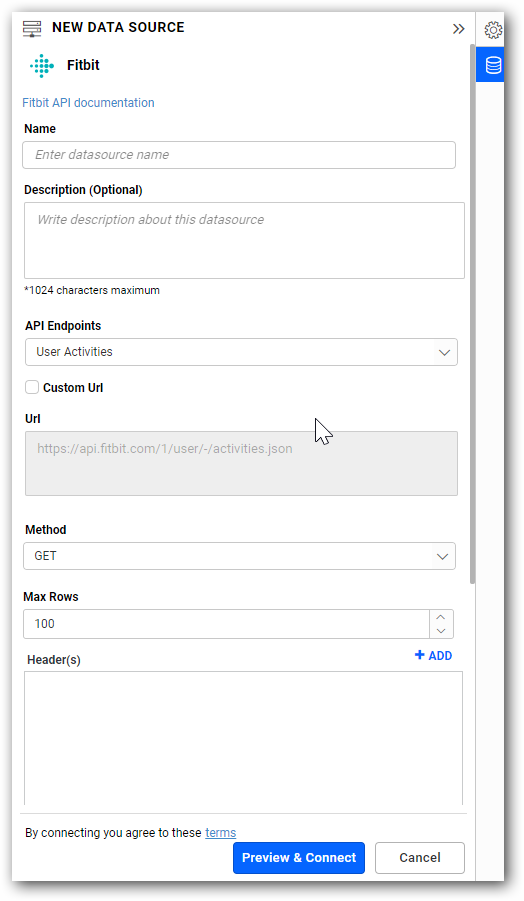 NEW DATA SOURCE
Fitbit
Fitbit API documentation
Name
Enter datasource name
Description (Optional)
Write description about this datasource
*1024 characters maximum
API Endpoints
User Activities
Custom Url
Url
https://api.fitbit.com/1/user/-/activities.json
Method
GET
Max Rows
100
Header(s)
+ ADD
By connecting you agree to these terms
Preview & Connect
Cancel